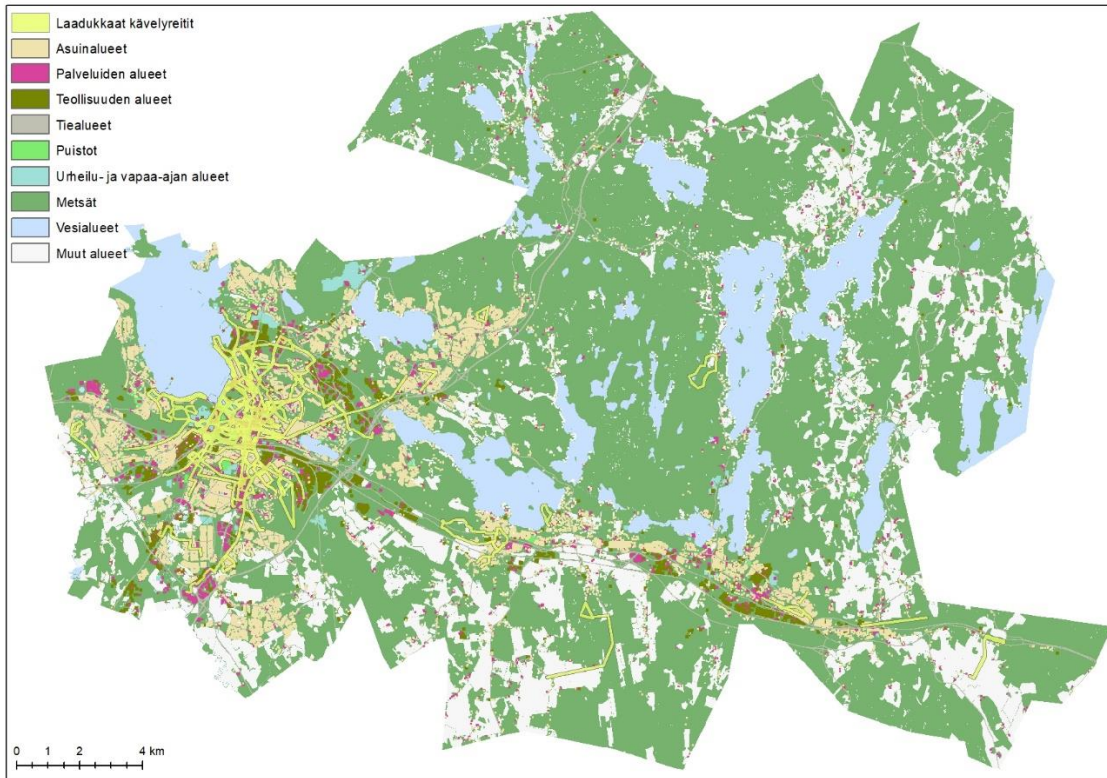 Laadukkaat kävelyreitit
Asuinalueet
Palveluiden alueet
Teollisuuden alueet
Tiealueet
Puistot
Urheilu- ja vapaa-ajan alueet
Metsät
Vesialueet
Muut alueet
0 1 2 4 km